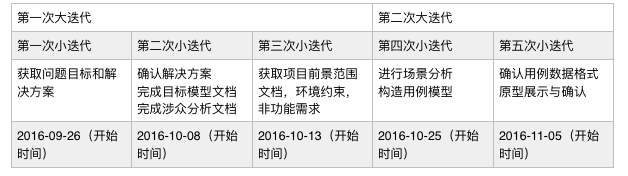 第一次大迭代
第二次大迭代
第一次小迭代
第二次小迭代
第三次小迭代
第四次小迭代
第五次小迭代
获取问题目标和解
决方案
确认解决方案
完成目标模型文档
完成涉众分析文档
获取项目前景范围
文档，环境约束，
非功能需求
进行场景分析
构造用例模型
确认用例数据格式
原型展示与确认
2016-09-26（开始
时间）
2016-10-08（开始
时间）
2016-10-13（开始
时间）
2016-10-25（开始
时间）
2016-11-05（开始
时间）